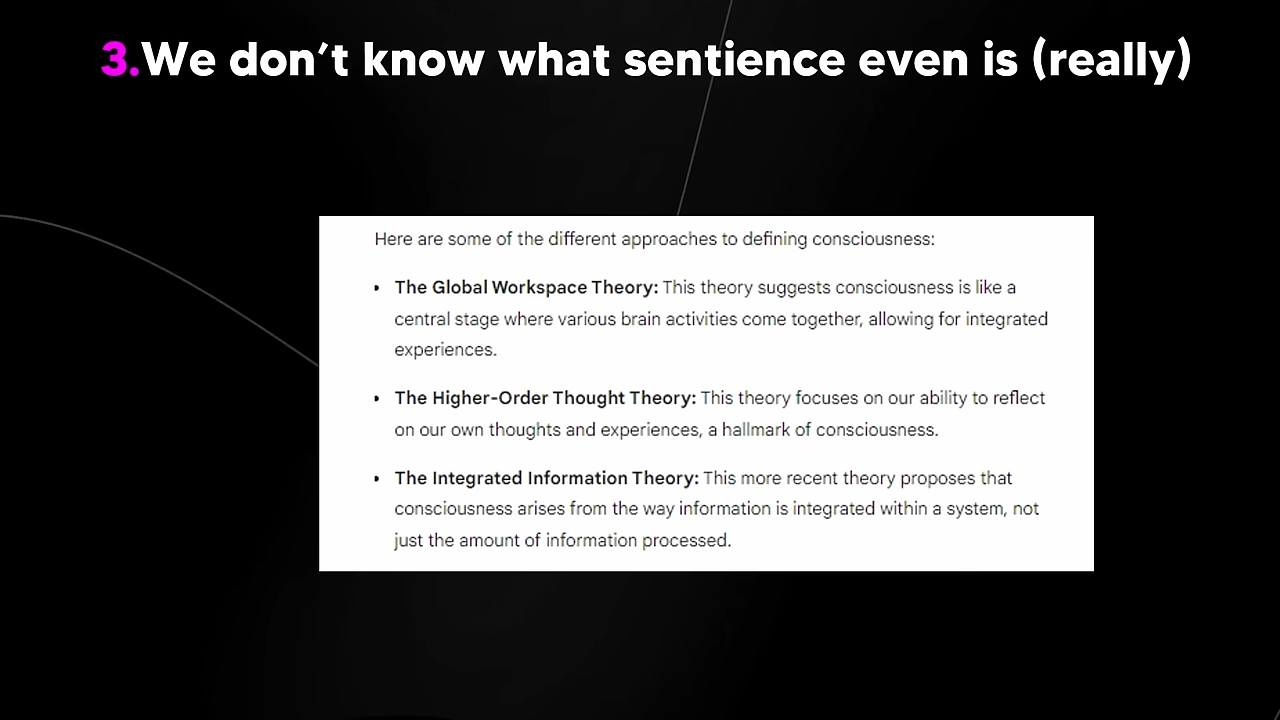 3.We don’t know what sentience even is (really)
Here are some of the different approaches to defining consciousness:
• The Global Workspace Theory: This theory suggests consciousness is like a
central stage where various brain activities come together, allowing for integrated
experiences.
• The Higher-Order Thought Theory: This theory focuses on our ability to reflect
on our own thoughts and experiences, a hallmark of consciousness.
• The Integrated Information Theory: This more recent theory proposes that
consciousness arises from the way information is integrated within a system, not
just the amount of information processed.